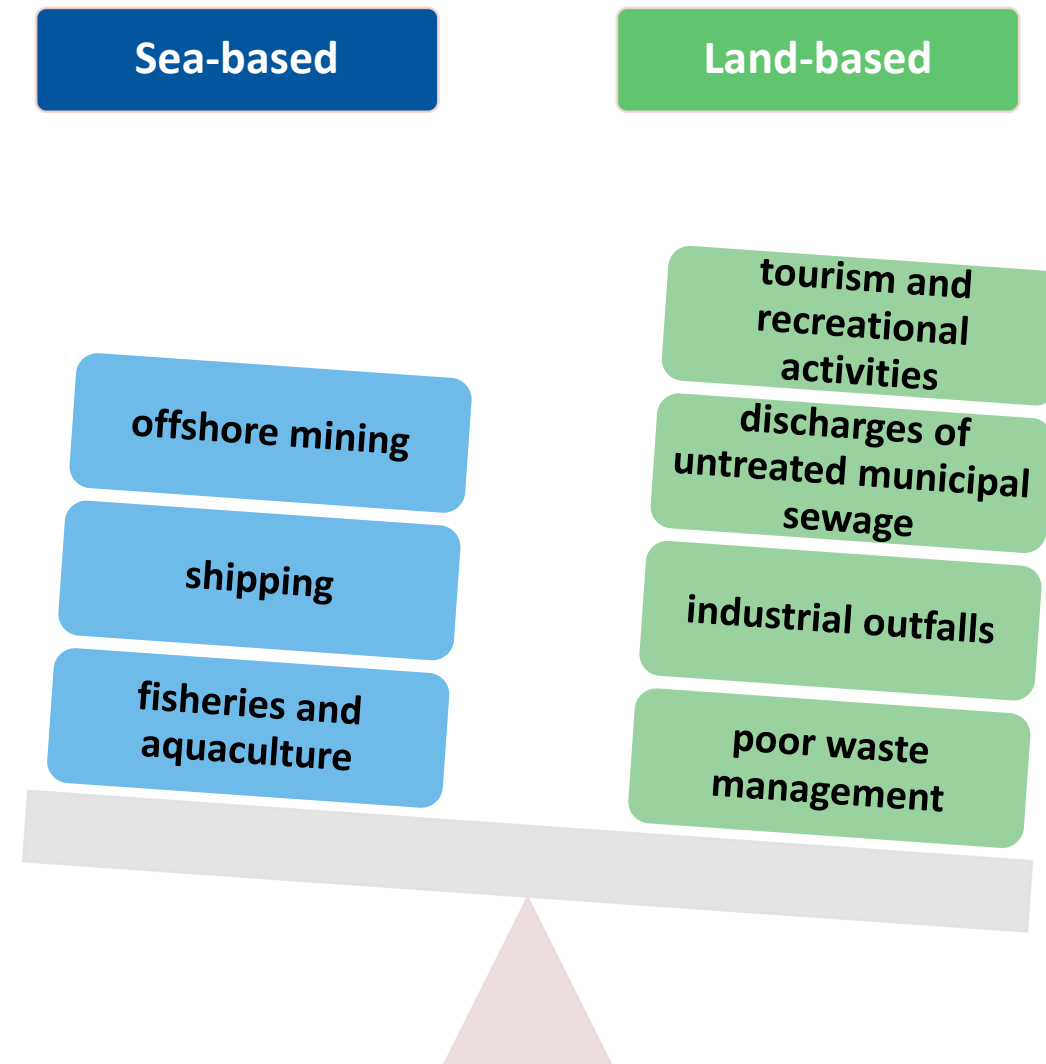 Sea-based
Land-based
offshore mining
shipping
fisheries and
aquaculture
tourism and
recreational
activities
discharges of
untreated municipal
sewage
industrial outfalls
poor waste
management